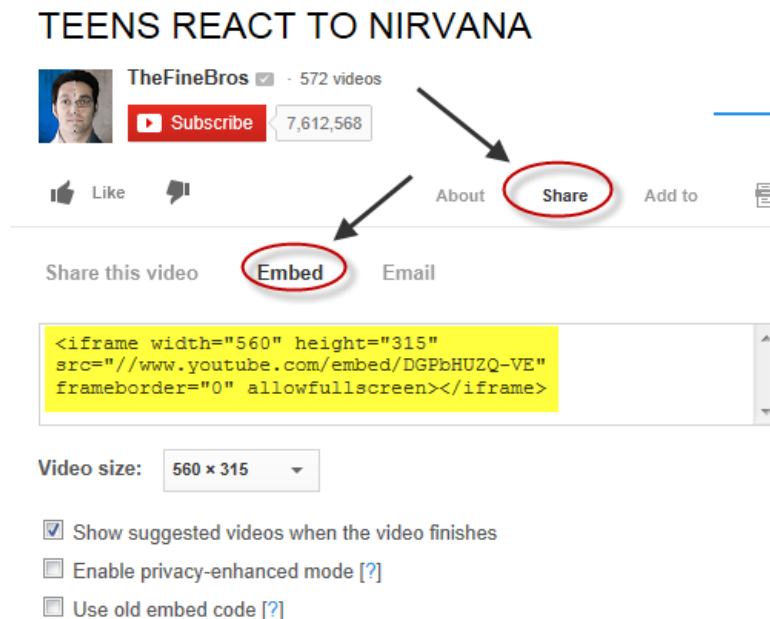 TEENS REACT TO NIRVANA
TheFineBros · 572 videos
Subscribe 7,612,568
Like About Share Add to
Share this video Embed Email
<iframe width="560" height="315"
src="//www.youtube.com/embed/DGPbHUZQ-VE"
frameborder="0" allowfullscreen></iframe>
Video size: 560 × 315
Show suggested videos when the video finishes
Enable privacy-enhanced mode [?]
Use old embed code [?]